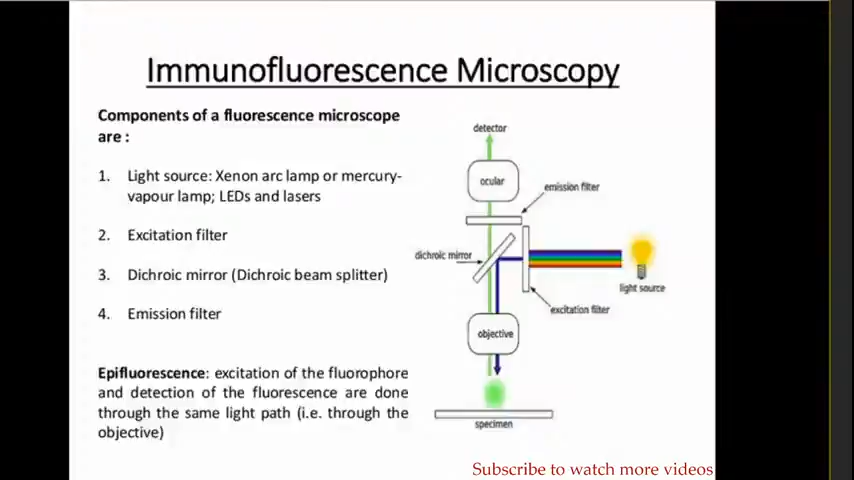 Immunofluorescence Microscopy
Components of a fluorescence microscope
are :
1. Light source: Xenon arc lamp or mercury-
vapour lamp; LEDs and lasers
2. Excitation filter
3. Dichroic mirror (Dichroic beam splitter)
4. Emission filter
Epifluorescence: excitation of the fluorophore
and detection of the fluorescence are done
through the same light path (i.e. through the
objective)
detector
ocular
emission filter
dichroic mirror
light source
excitation filter
objective
specimen
Subscribe to watch more videos